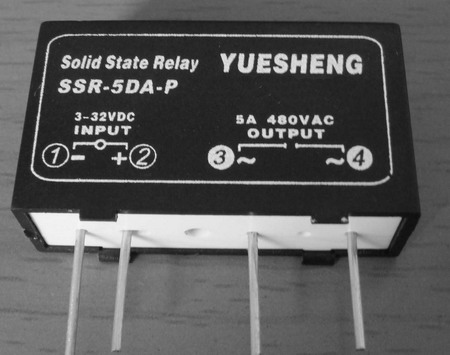 Solid State Relay YUESHENG
SSR-5DA-P
3-32VDC 5A 480VAC
INPUT OUTPUT
1 - + 2 3 ~ ~ 4